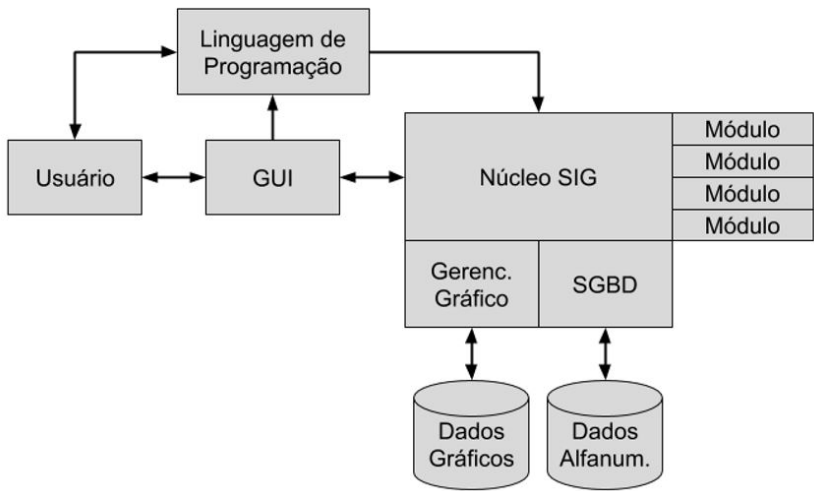 Linguagem de
Programação
Usuário
GUI
Núcleo SIG
Módulo
Módulo
Módulo
Módulo
Gerenc.
Gráfico
SGBD
Dados
Gráficos
Dados
Alfanum.